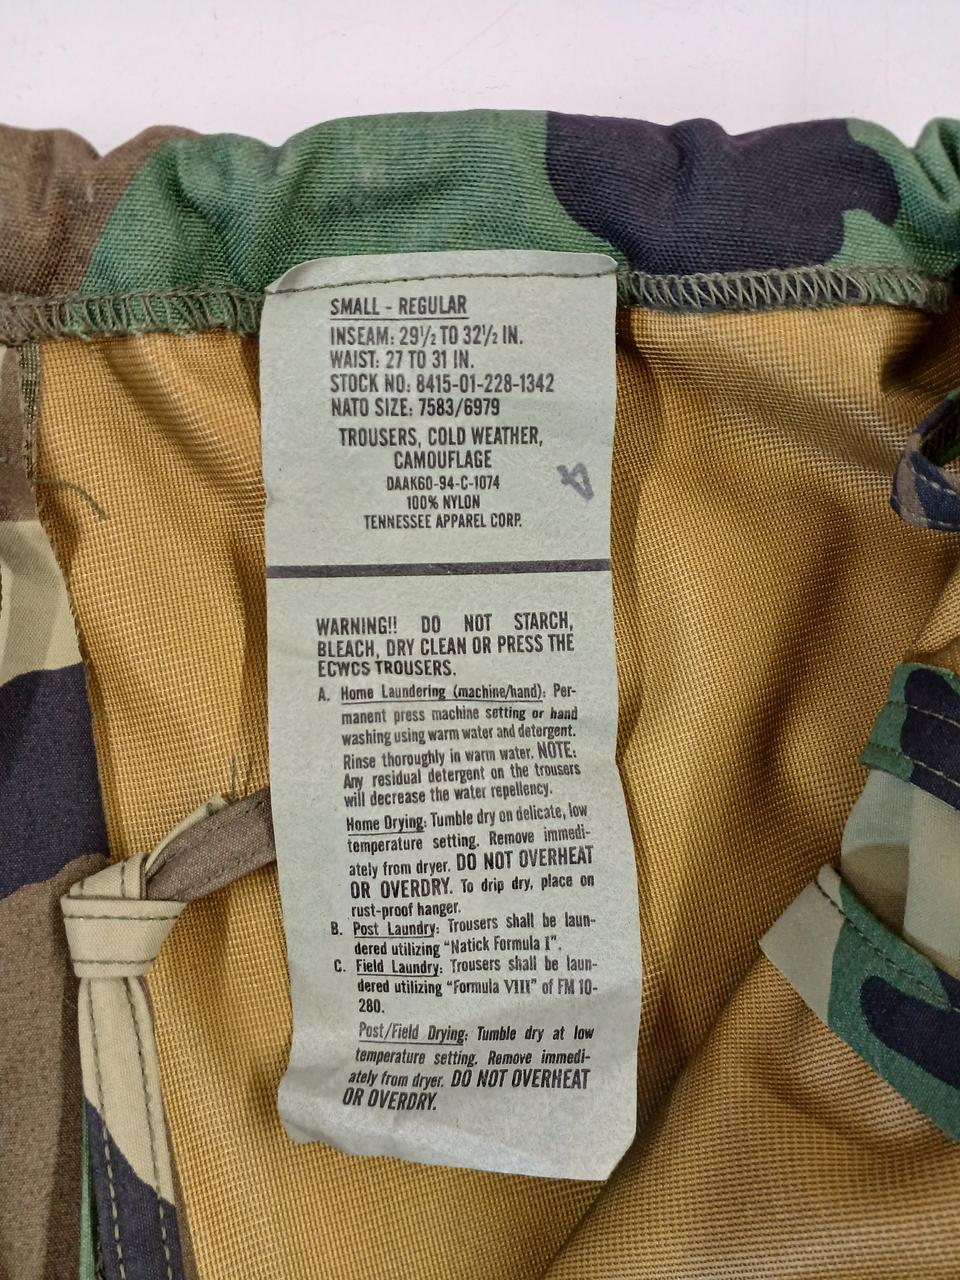 SMALL - REGULAR
INSEAM: 29½ TO 32½ IN.
WAIST: 27 TO 31 IN.
STOCK NO: 8415-01-228-1342
NATO SIZE: 7583/6979
TROUSERS, COLD WEATHER,
CAMOUFLAGE
DAAK60-94-C-1074
100% NYLON
TENNESSEE APPAREL CORP.
4
WARNING!! DO NOT STARCH,
BLEACH, DRY CLEAN OR PRESS THE
ECWCS TROUSERS.
A. Home Laundering (machine/hand): Per-
manent press machine setting or hand
washing using warm water and detergent.
Rinse thoroughly in warm water. NOTE:
Any residual detergent on the trousers
will decrease the water repellency.
Home Drying: Tumble dry on delicate, low
temperature setting. Remove immedi-
ately from dryer. DO NOT OVERHEAT
OR OVERDRY. To drip dry, place on
rust-proof hanger.
B. Post Laundry: Trousers shall be laun-
dered utilizing "Natick Formula I".
C. Field Laundry: Trousers shall be laun-
dered utilizing "Formula VIII" of FM 10-
280.
Post/Field Drying: Tumble dry at low
temperature setting. Remove immedi-
ately from dryer. DO NOT OVERHEAT
OR OVERDRY.